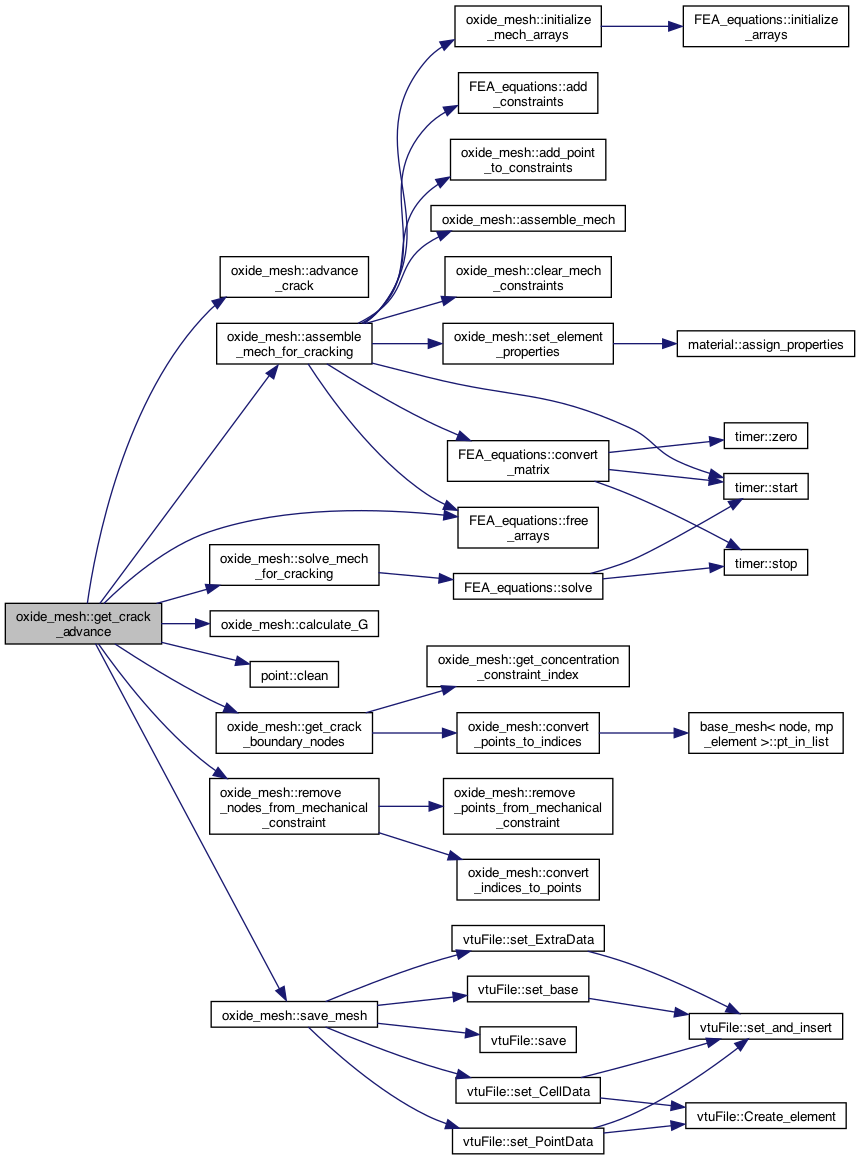 oxide_mesh::initialize
_mech_arrays
FEA_equations::initialize
_arrays
FEA_equations::add
_constraints
oxide_mesh::add_point
_to_constraints
oxide_mesh::assemble_mech
oxide_mesh::advance
_crack
oxide_mesh::clear_mech
_constraints
oxide_mesh::assemble
_mech_for_cracking
oxide_mesh::set_element
_properties
material::assign_properties
timer::zero
FEA_equations::convert
_matrix
timer::start
FEA_equations::free
_arrays
oxide_mesh::solve_mech
_for_cracking
timer::stop
FEA_equations::solve
oxide_mesh::get_crack
_advance
oxide_mesh::calculate_G
point::clean
oxide_mesh::get_concentration
_constraint_index
oxide_mesh::get_crack
_boundary_nodes
oxide_mesh::convert
_points_to_indices
base_mesh< node, mp
_element >::pt_in_list
oxide_mesh::remove
_nodes_from_mechanical
_constraint
oxide_mesh::remove
_points_from_mechanical
_constraint
oxide_mesh::convert
_indices_to_points
vtuFile::set_ExtraData
vtuFile::set_base
oxide_mesh::save_mesh
vtuFile::set_and_insert
vtuFile::save
vtuFile::set_CellData
vtuFile::Create_element
vtuFile::set_PointData